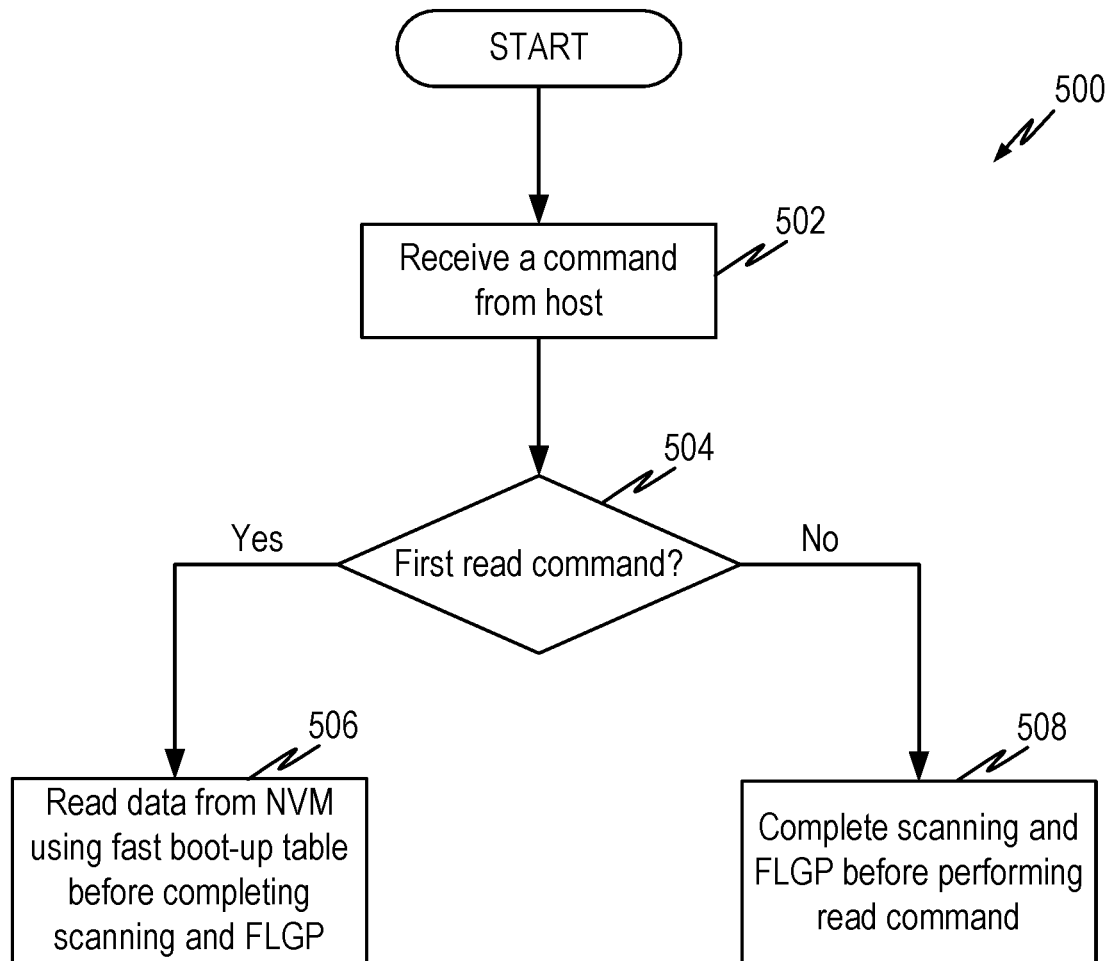 START
500
502
Receive a command
from host
504
Yes
First read command?
No
506
508
Read data from NVM
using fast boot-up table
before completing
scanning and FLGP
Complete scanning and
FLGP before performing
read command